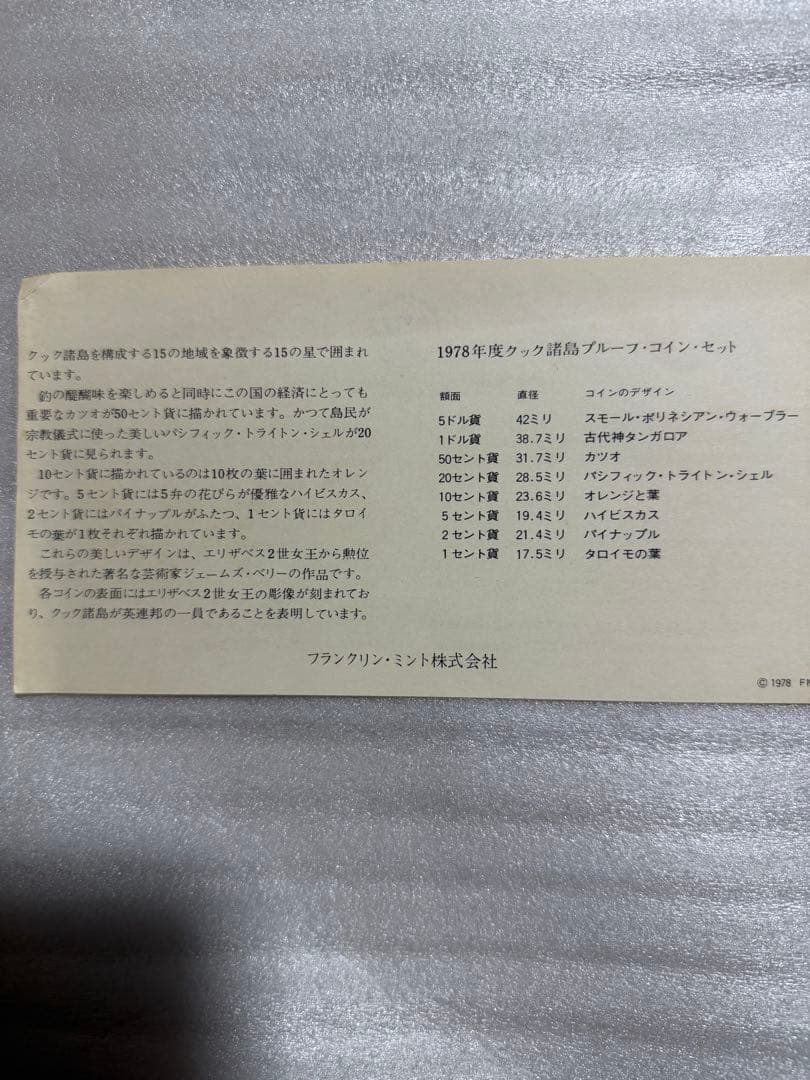 クック諸島を構成する15の地域を象徴する15の星で囲まれ
ています。
釣の醍醐味を楽しめると同時にこの国の経済にとっても
重要なカツオが50セント貨に描かれています。かつて島民が
宗教儀式に使った美しいパシフィック・トライトン・シェルが20
セント貨に見られます。
10セント貨に描かれているのは10枚の葉に囲まれたオレン
ジです。5セント貨には5弁の花びらが優雅なハイビスカス、
2セント貨にはパイナップルがふたつ、1セント貨にはタロイ
モの葉が1枚それぞれ描かれています。
これらの美しいデザインは、エリザベス2世女王から勲位
を授与された著名な芸術家ジェームズ・ベリーの作品です。
各コインの表面にはエリザベス2世女王の彫像が刻まれてお
り、クック諸島が英連邦の一員であることを表明しています。
1978年度クック諸島プルーフ・コイン・セット
額面 直径 コインのデザイン
5ドル貨 42ミリ スモール・ポリネシアン・ウォーブラー
1ドル貨 38.7ミリ 古代神タンガロア
50セント貨 31.7ミリ カツオ
20セント貨 28.5ミリ パシフィック・トライトン・シェル
10セント貨 23.6ミリ オレンジと葉
5セント貨 19.4ミリ ハイビスカス
2セント貨 21.4ミリ パイナップル
1セント貨 17.5ミリ タロイモの葉
フランクリン・ミント株式会社
© 1978